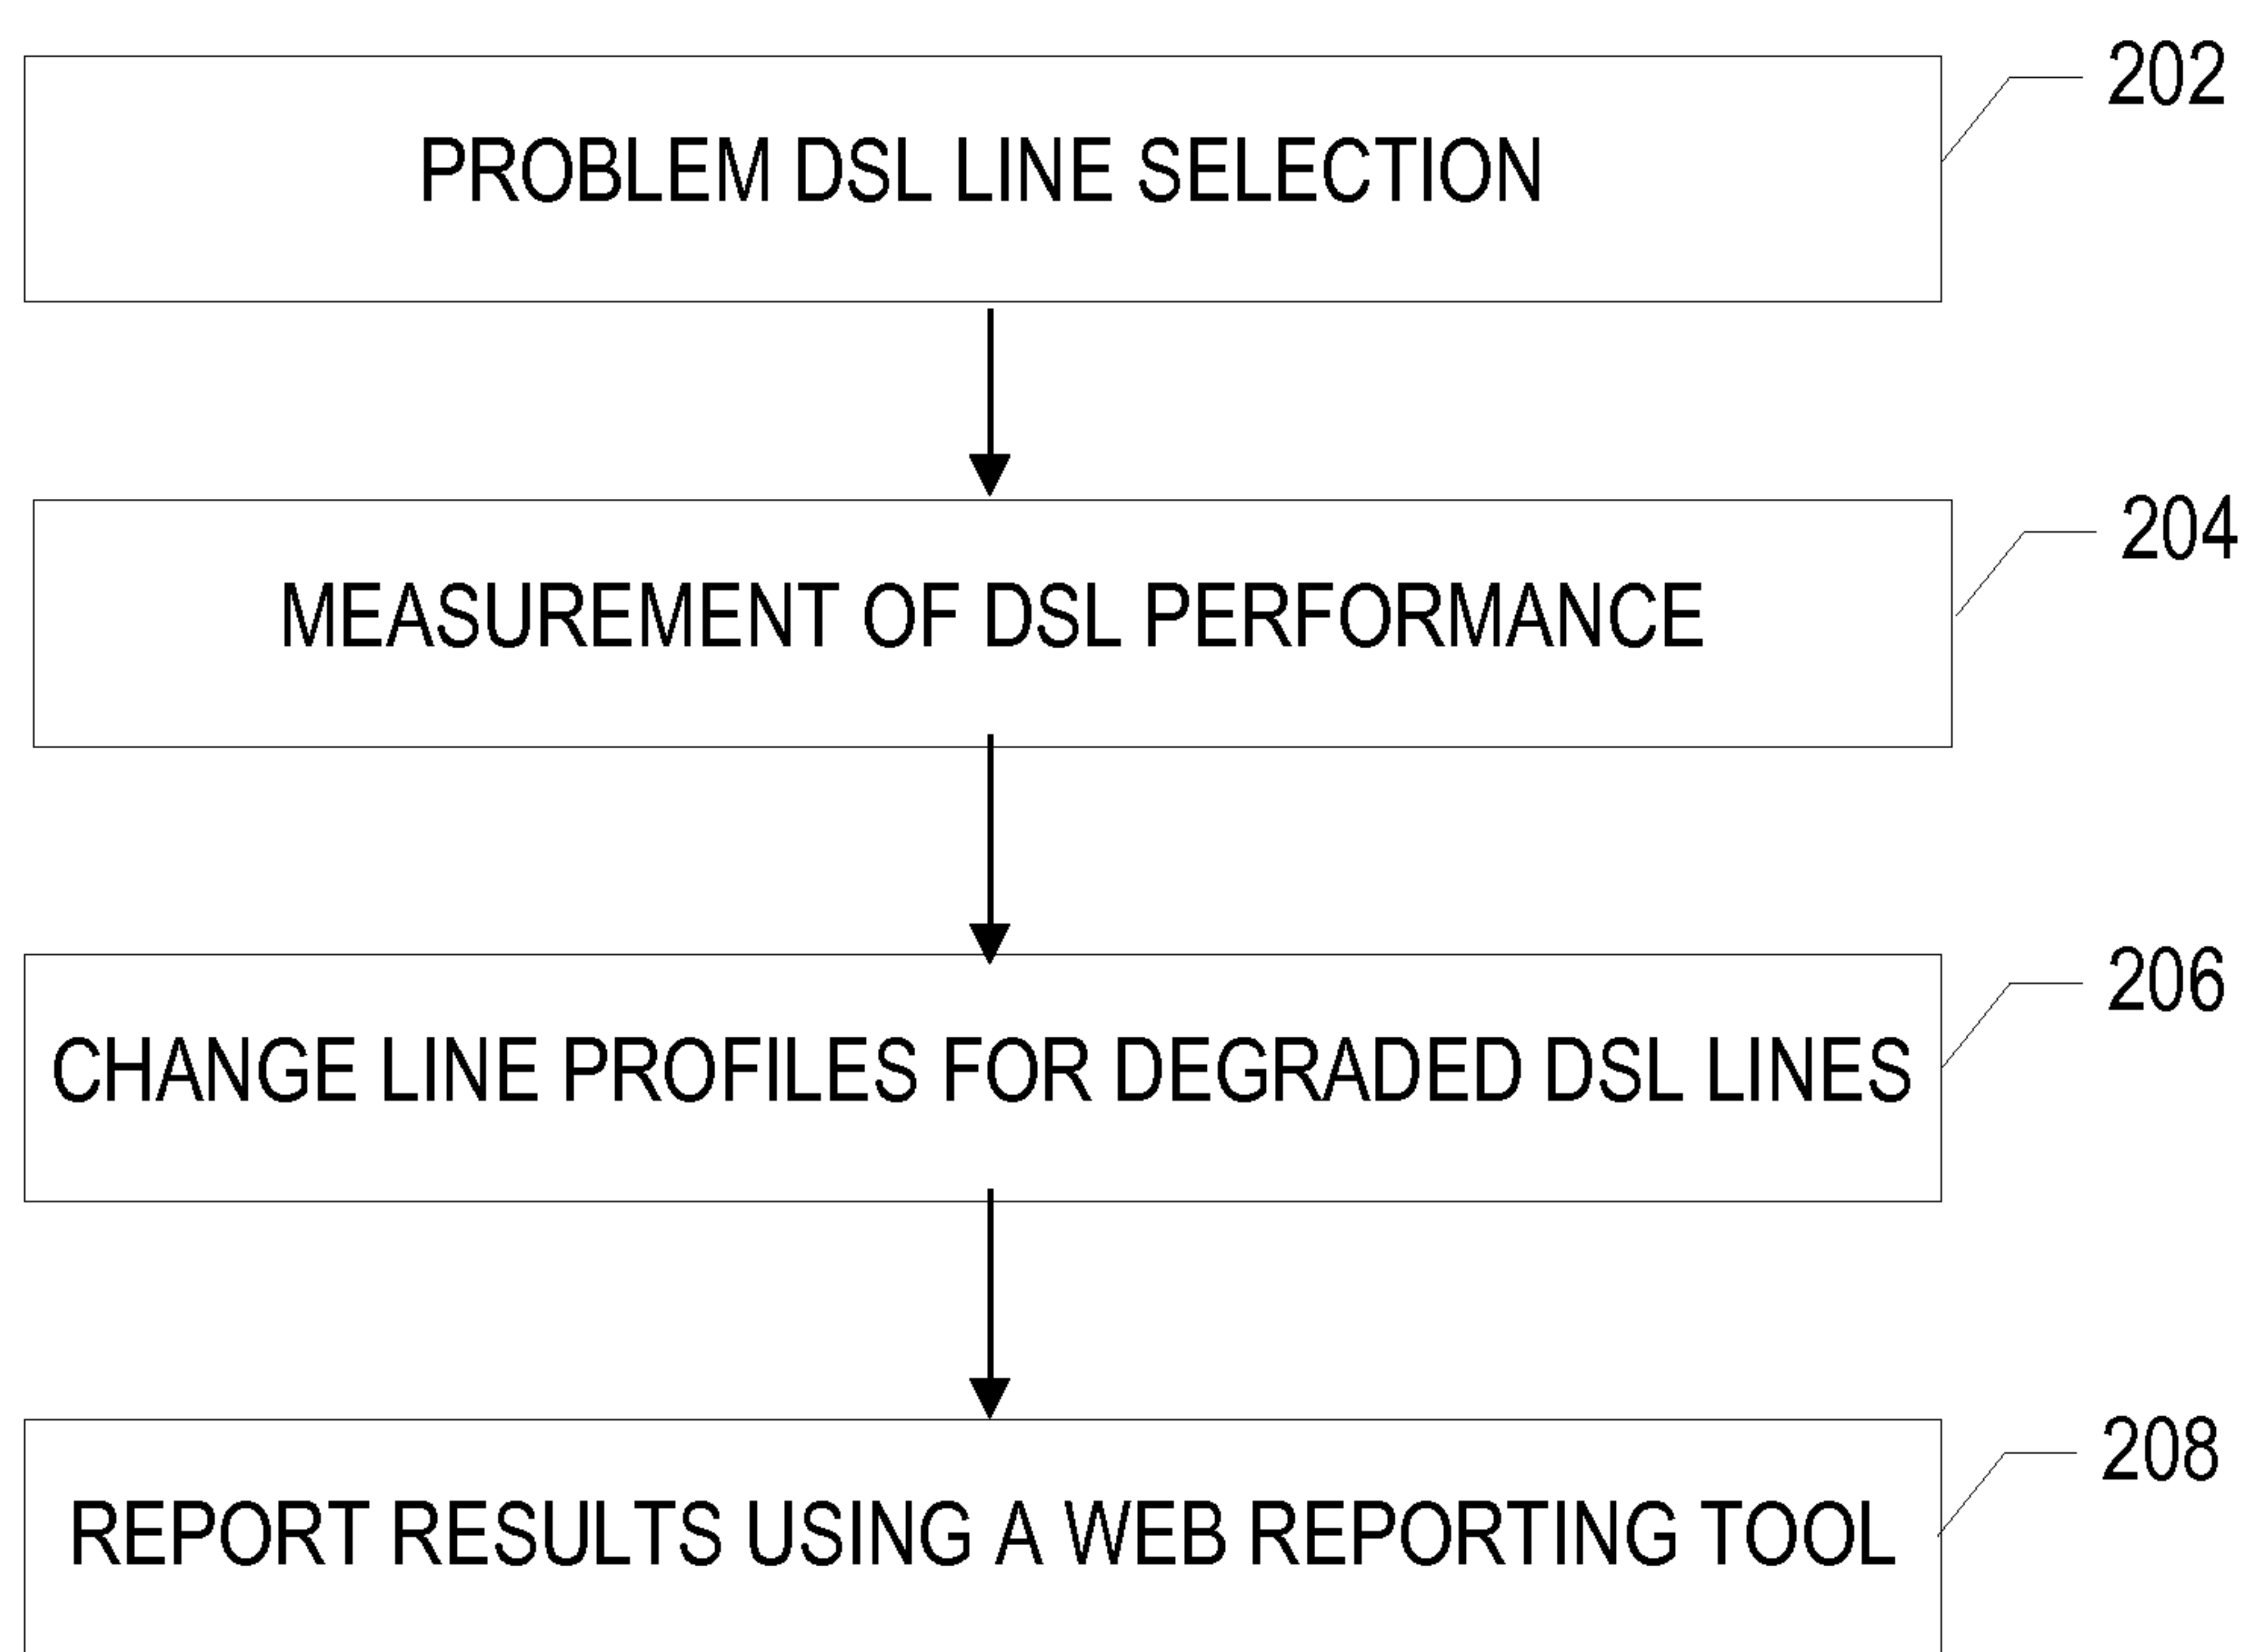 202
PROBLEM DSL LINE SELECTION
204
MEASUREMENT OF DSL PERFORMANCE
206
CHANGE LINE PROFILES FOR DEGRADED DSL LINES
208
REPORT RESULTS USING A WEB REPORTING TOOL